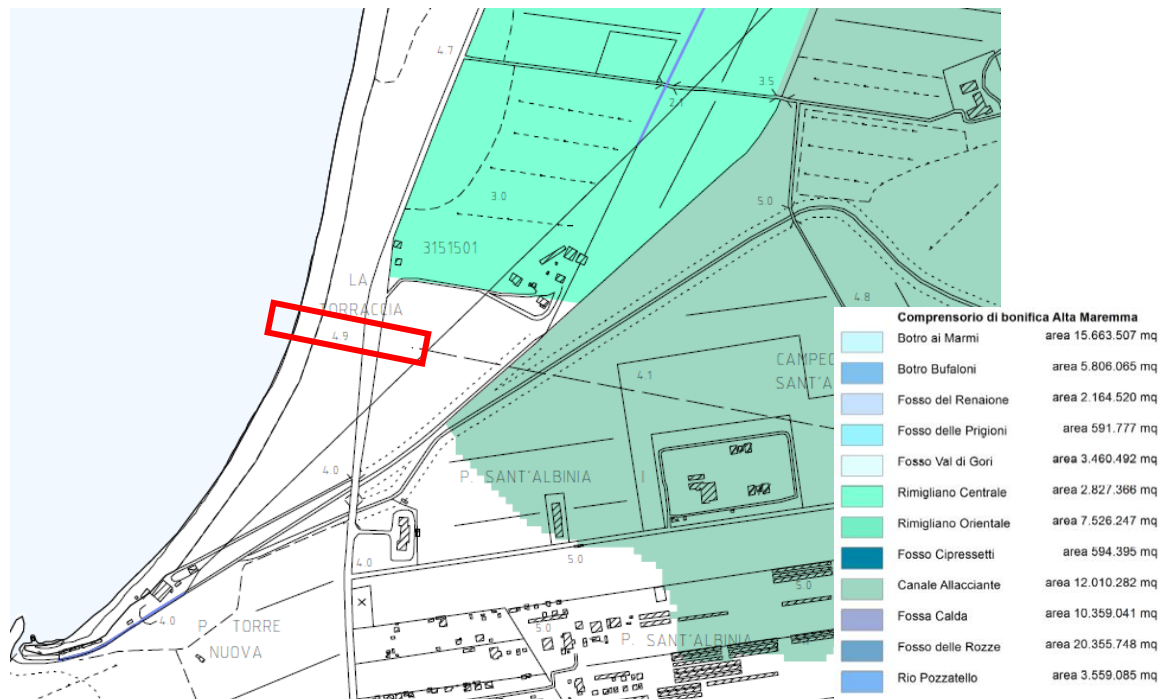 4.7
3.5
2.1
3.0
5.0
3151501
LA
TORRACCIA
4.9
4.8
4.1
CAMPEG
SANT'A
4.0
P. SANT'ALBINIA
4.0
5.0
5.0
4.0
P. TORRE
NUOVA
5.0
P. SANT'ALBINIA
Comprensorio di bonifica Alta Maremma
Botro ai Marmi area 15.663.507 mq
Botro Bufaloni area 5.806.065 mq
Fosso del Renaione area 2.164.520 mq
Fosso delle Prigioni area 591.777 mq
Fosso Val di Gori area 3.460.492 mq
Rimigliano Centrale area 2.827.366 mq
Rimigliano Orientale area 7.526.247 mq
Fosso Cipressetti area 594.395 mq
Canale Allacciante area 12.010.282 mq
Fossa Calda area 10.359.041 mq
Fosso delle Rozze area 20.355.748 mq
Rio Pozzatello area 3.559.085 mq